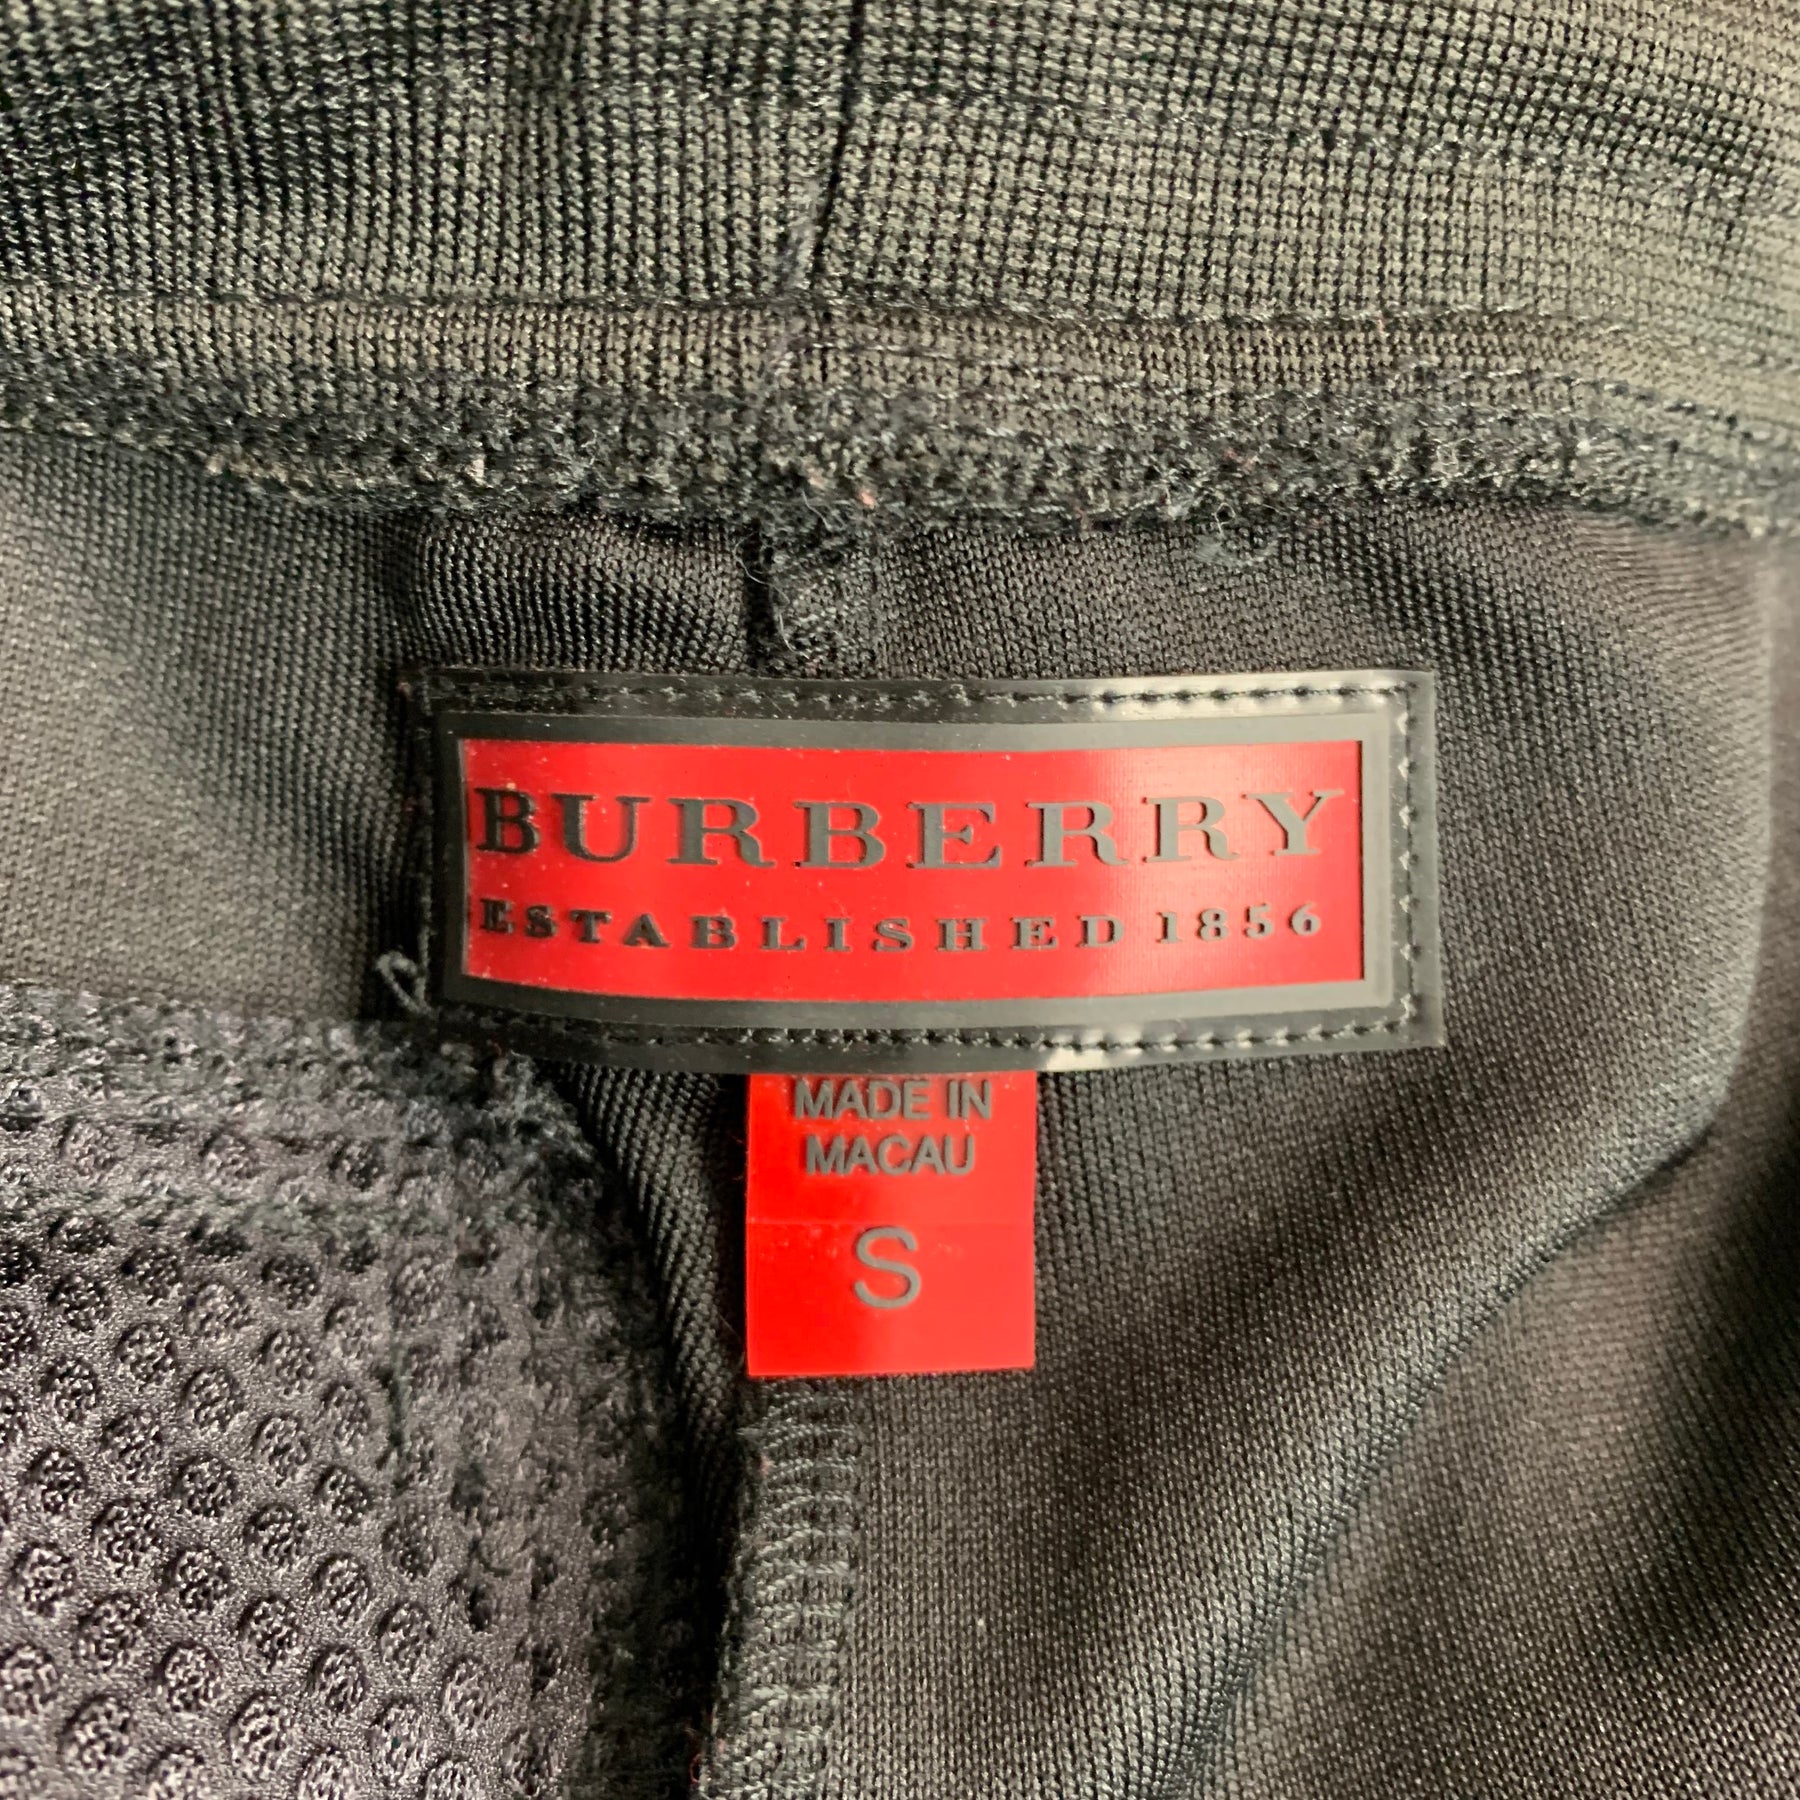 BURBERRY
ESTABLISHED 1856
MADE IN
MACAU
S